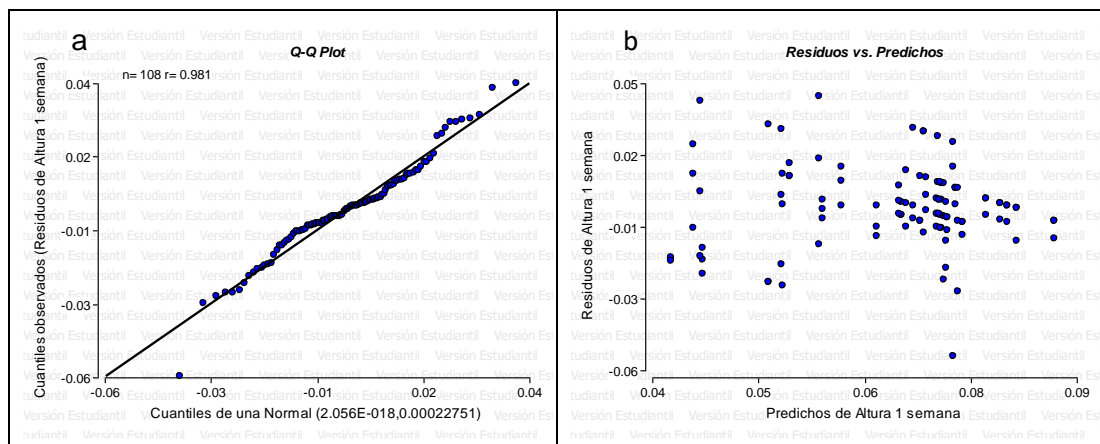 a
Q-Q Plot
n= 108 r= 0.981
Cuantiles observados (Residuos de Altura 1 semana)
0.04
0.02
-0.01
-0.03
-0.06
-0.06
-0.03
-0.01
0.02
0.04
Cuantiles de una Normal (2.056E-018,0.00022751)
b
Residuos vs. Predichos
Residuos de Altura 1 semana
0.05
0.02
-0.01
-0.03
-0.06
0.04
0.05
0.06
0.08
0.09
Predichos de Altura 1 semana
Versión Estudiantil